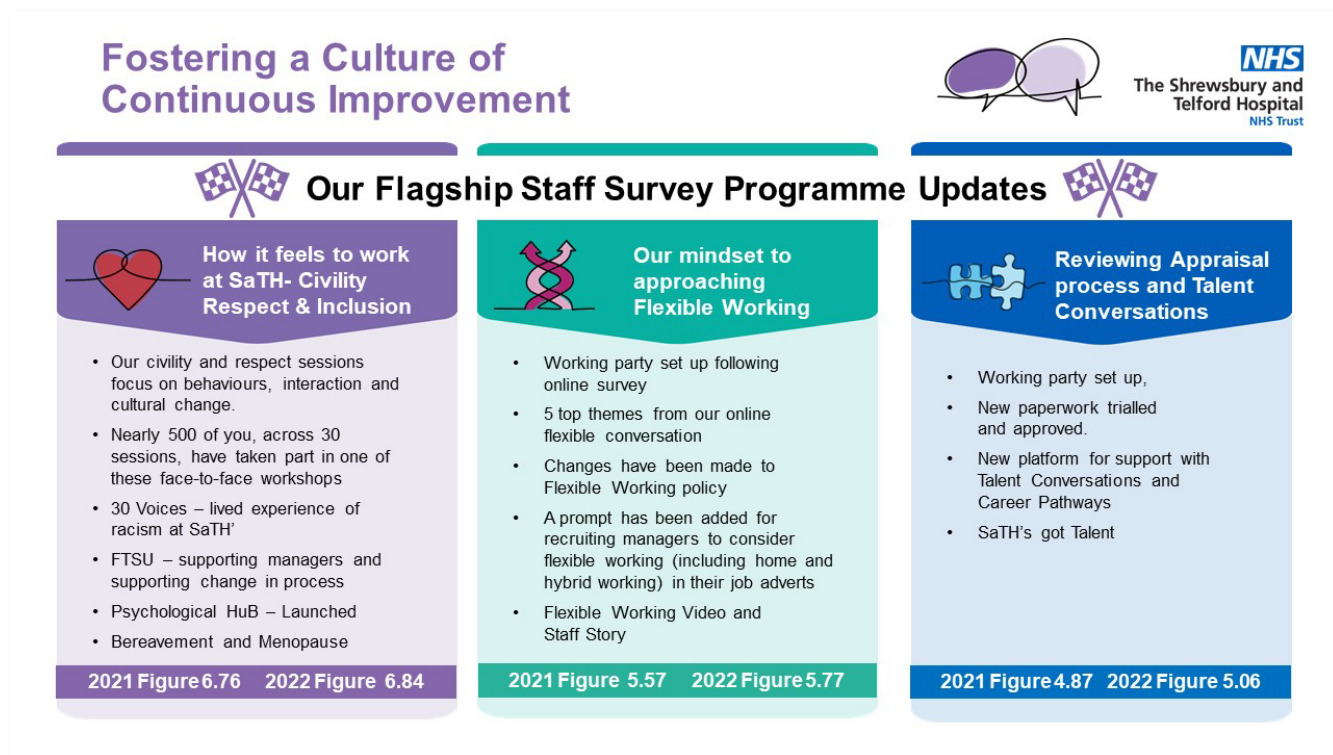 Fostering a Culture of
Continuous Improvement
NHS
The Shrewsbury and
Telford Hospital
NHS Trust
Our Flagship Staff Survey Programme Updates
How it feels to work
at SaTH- Civility
Respect & Inclusion
• Our civility and respect sessions
focus on behaviours, interaction and
cultural change.
• Nearly 500 of you, across 30
sessions, have taken part in one of
these face-to-face workshops
• 30 Voices – lived experience of
racism at SaTH’
• FTSU – supporting managers and
supporting change in process
• Psychological HuB – Launched
• Bereavement and Menopause
2021 Figure 6.76 2022 Figure 6.84
Our mindset to
approaching
Flexible Working
• Working party set up following
online survey
• 5 top themes from our online
flexible conversation
• Changes have been made to
Flexible Working policy
• A prompt has been added for
recruiting managers to consider
flexible working (including home and
hybrid working) in their job adverts
• Flexible Working Video and
Staff Story
2021 Figure 5.57 2022 Figure 5.77
Reviewing Appraisal
process and Talent
Conversations
• Working party set up,
• New paperwork trialled
and approved.
• New platform for support with
Talent Conversations and
Career Pathways
• SaTH’s got Talent
2021 Figure 4.87 2022 Figure 5.06